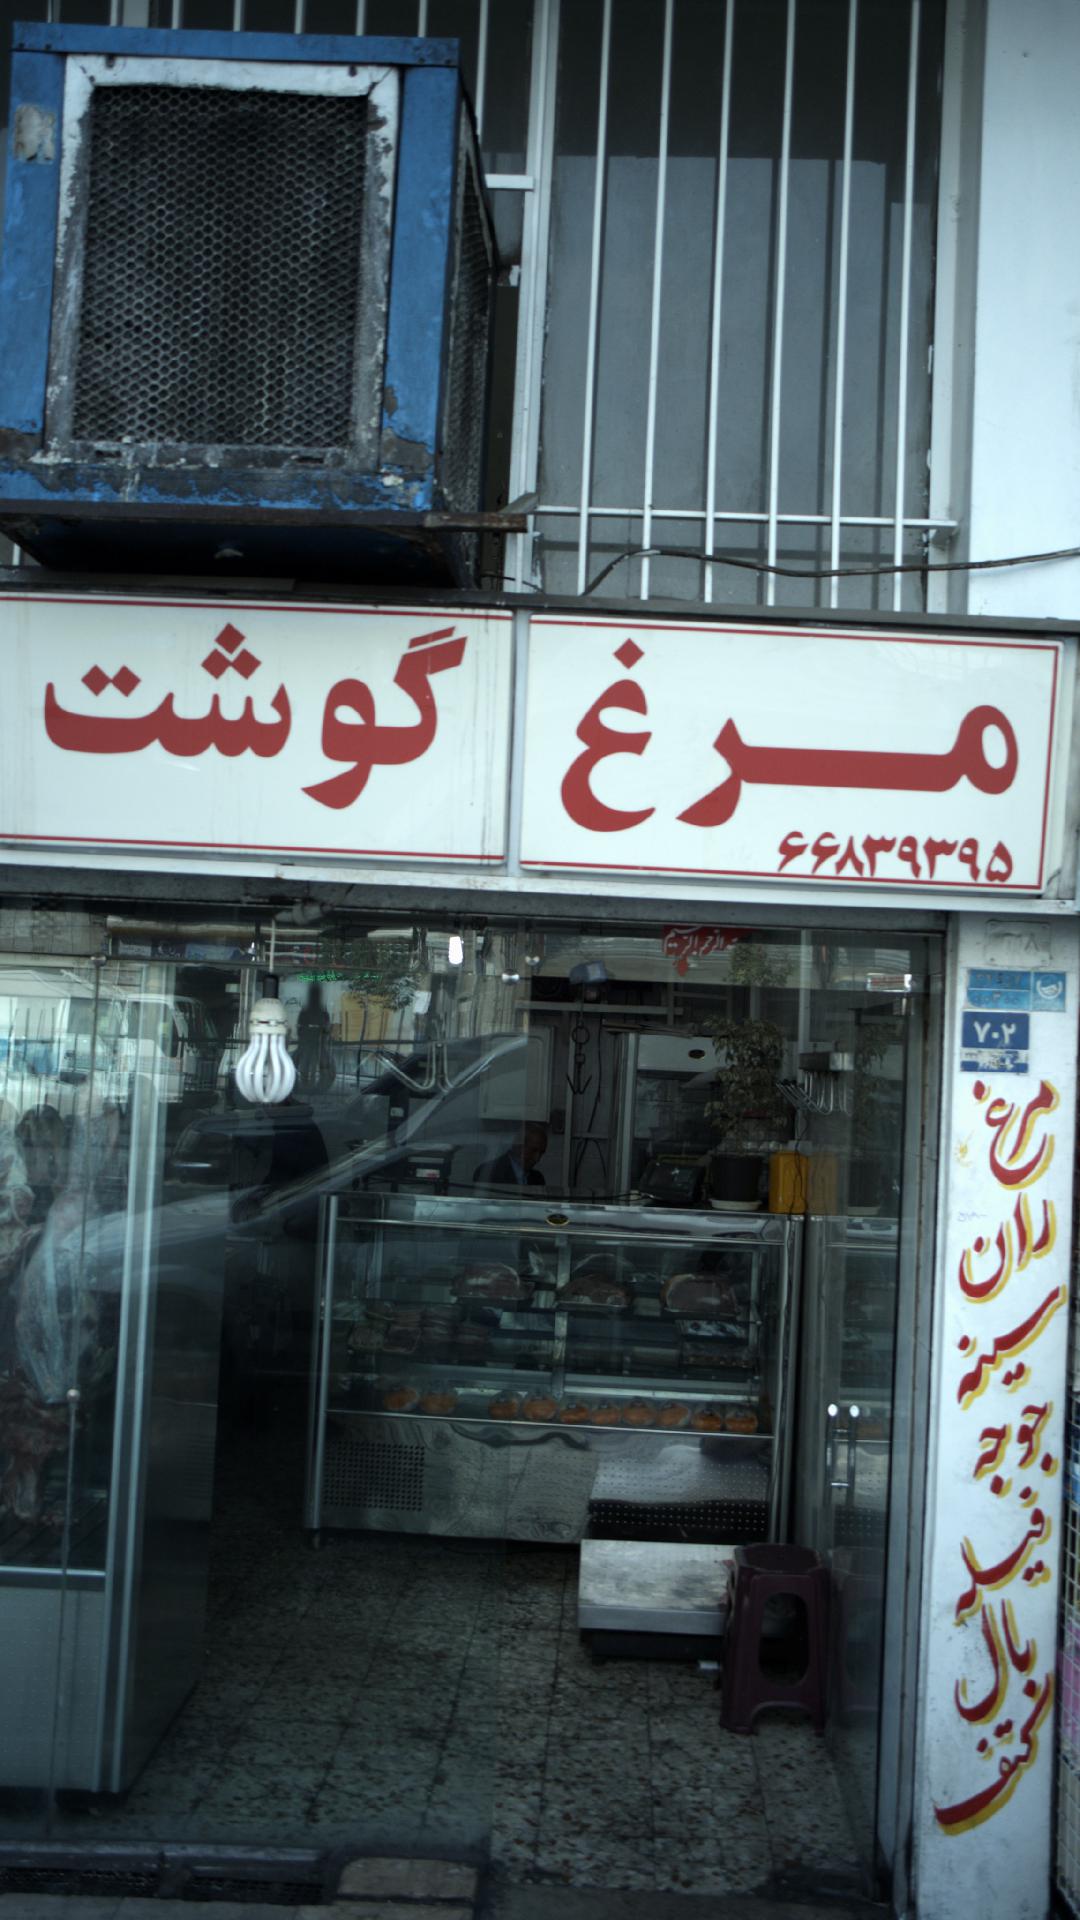 مرغ گوشت
۶۶۸۳۹۳۹۵
۷۰۲
مرغ
ران
سینه
جوجه
فیله
بال
کتف